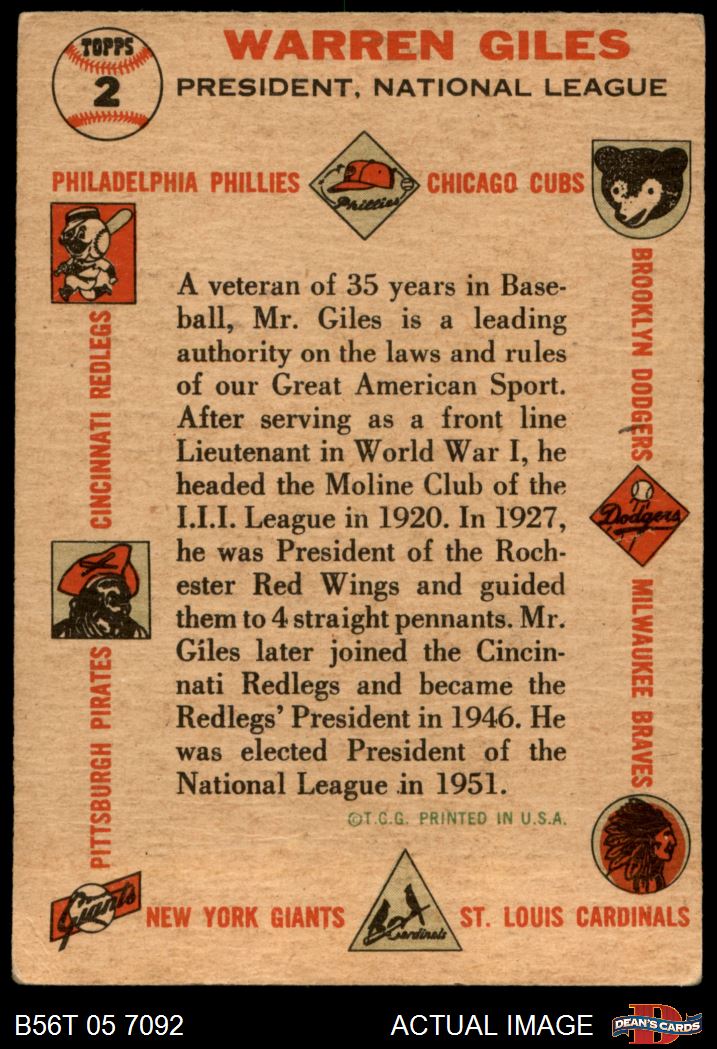 TOPPS
2
WARREN GILES
PRESIDENT, NATIONAL LEAGUE
PHILADELPHIA PHILLIES
Phillies
CHICAGO CUBS
BROOKLYN DODGERS
Dodgers
MILWAUKEE BRAVES
CINCINNATI REDLEGS
PITTSBURGH PIRATES
A veteran of 35 years in Base-
ball, Mr. Giles is a leading
authority on the laws and rules
of our Great American Sport.
After serving as a front line
Lieutenant in World War I, he
headed the Moline Club of the
I.I.I. League in 1920. In 1927,
he was President of the Roch-
ester Red Wings and guided
them to 4 straight pennants. Mr.
Giles later joined the Cincin-
nati Redlegs and became the
Redlegs' President in 1946. He
was elected President of the
National League in 1951.
©T.C.G. PRINTED IN U.S.A.
Giants
NEW YORK GIANTS
Cardinals
ST. LOUIS CARDINALS
B56T 05 7092
ACTUAL IMAGE
D
DEAN'S CARDS